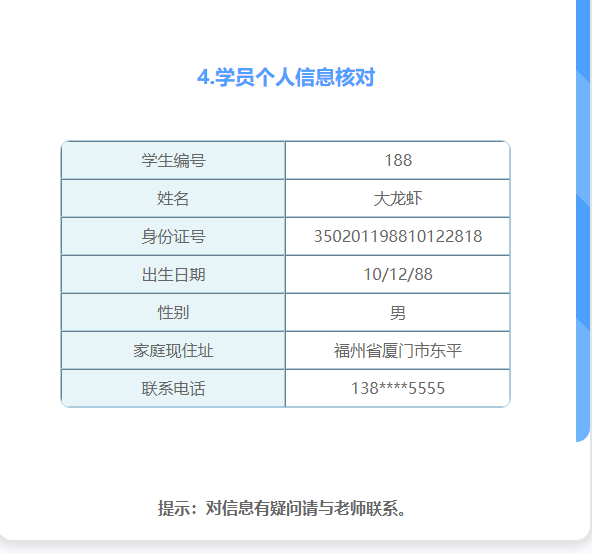 4.学员个人信息核对
学生编号 188
姓名 大龙虾
身份证号 350201198810122818
出生日期 10/12/88
性别 男
家庭现住址 福州省厦门市东平
联系电话 138****5555
提示：对信息有疑问请与老师联系。